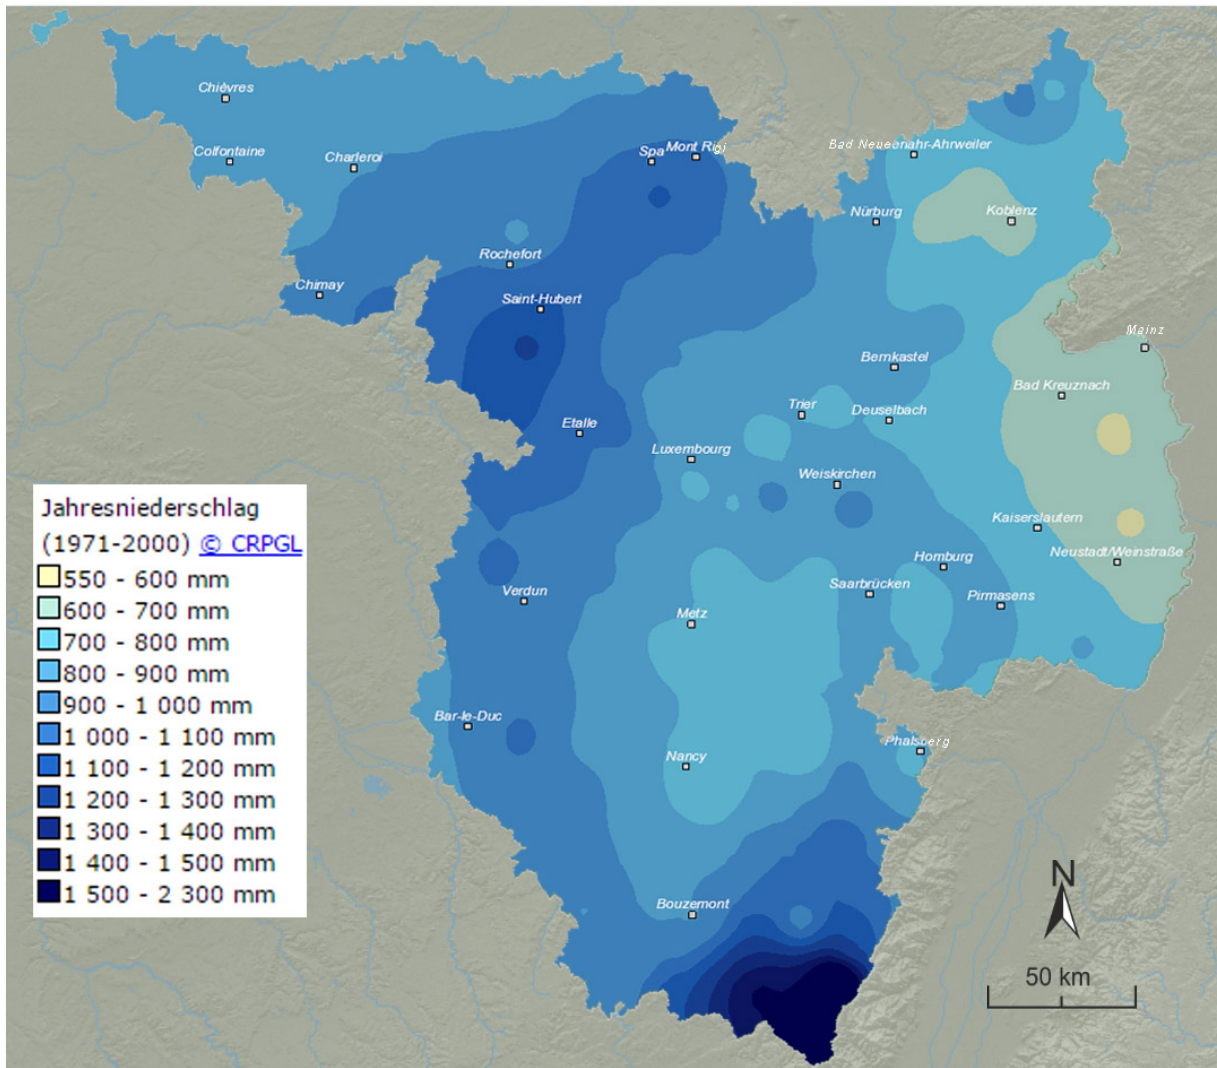 Chièvres
Colfontaine
Charleroi
Spa
Mont Rigi
Bad Neuenahr-Ahrweiler
Nürburg
Koblenz
Rochefort
Chimay
Saint-Hubert
Mainz
Bernkastel
Bad Kreuznach
Trier
Deuselbach
Etalle
Luxembourg
Weiskirchen
Kaiserslautern
Neustadt/Weinstraße
Homburg
Saarbrücken
Pirmasens
Verdun
Metz
Bar-le-Duc
Nancy
Phalsberg
Bouzemont
Jahresniederschlag
(1971-2000) © CRPGL
550 - 600 mm
600 - 700 mm
700 - 800 mm
800 - 900 mm
900 - 1 000 mm
1 000 - 1 100 mm
1 100 - 1 200 mm
1 200 - 1 300 mm
1 300 - 1 400 mm
1 400 - 1 500 mm
1 500 - 2 300 mm
N
50 km